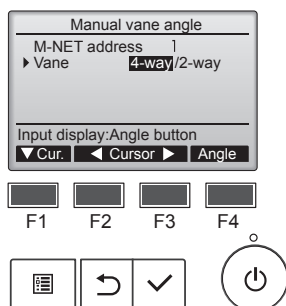 Manual vane angle
M-NET address 1
Vane 4-way/2-way
Input display:Angle button
▼Cur. ◀ Cursor ▶ Angle
F1 F2 F3 F4